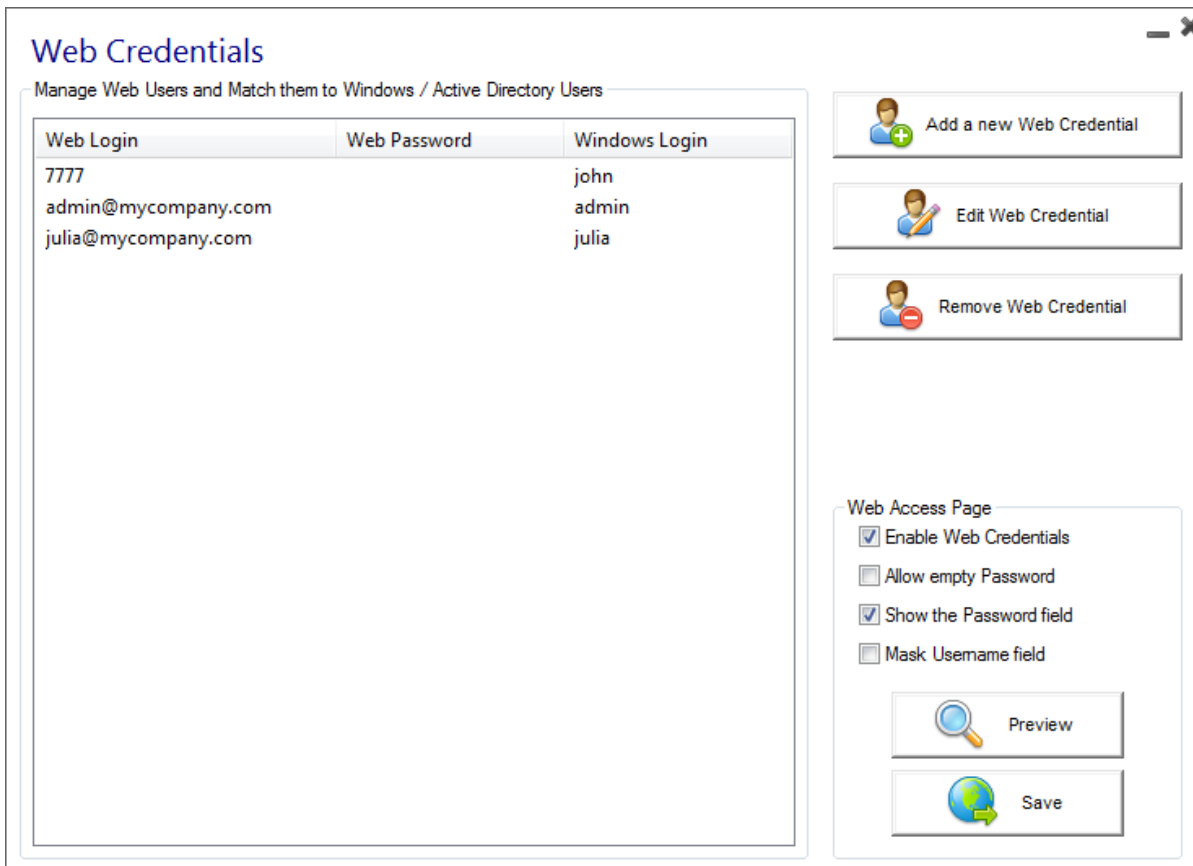 Web Credentials
Manage Web Users and Match them to Windows / Active Directory Users
Web Login Web Password Windows Login
7777 john
admin@mycompany.com admin
julia@mycompany.com julia
Add a new Web Credential
Edit Web Credential
Remove Web Credential
Web Access Page
Enable Web Credentials
Allow empty Password
Show the Password field
Mask Username field
Preview
Save